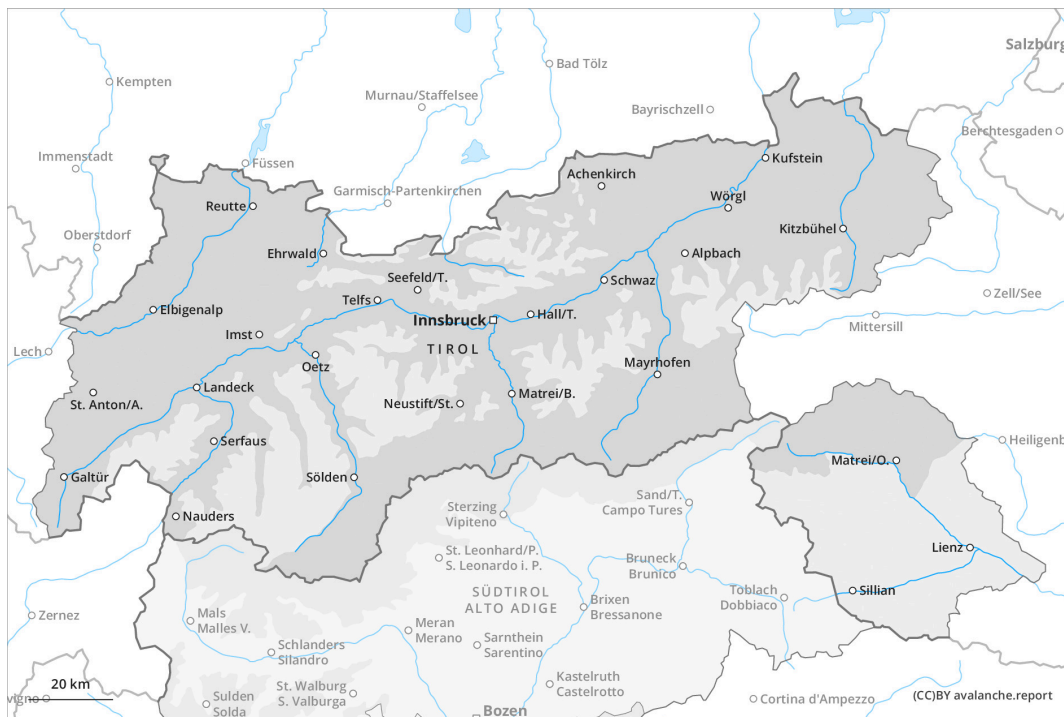 Salzburg
Kempten
Bad Tölz
Murnau/Staffelsee
Bayrischzell
Berchtesgaden
Immenstadt
Füssen
Kufstein
Achenkirch
Garmisch-Partenkirchen
Reutte
Wörgl
Oberstdorf
Kitzbühel
Ehrwald
Alpbach
Seefeld/T.
Schwaz
Zell/See
Telfs
Elbigenalp
Innsbruck
Hall/T.
Mittersill
Imst
TIROL
Lech
Oetz
Mayrhofen
Landeck
St. Anton/A.
Neustift/St.
Matrei/B.
Serfaus
Heiligenb
Matrei/O.
Galtür
Sölden
Sand/T.
Campo Tures
Sterzing
Vipiteno
Nauders
Lienz
St. Leonhard/P.
S. Leonardo i. P.
Bruneck
Brunico
SÜDTIROL
ALTO ADIGE
Sillian
Toblach
Dobbiaco
Brixen
Bressanone
Zernez
Mals
Malles V.
Meran
Merano
Sarnthein
Sarentino
Schlanders
Silandro
Kastelruth
Castelrotto
20 km
St. Walburg
S. Valburga
vigno
Sulden
Solda
Cortina d'Ampezzo
(CC)BY avalanche.report
Bozen